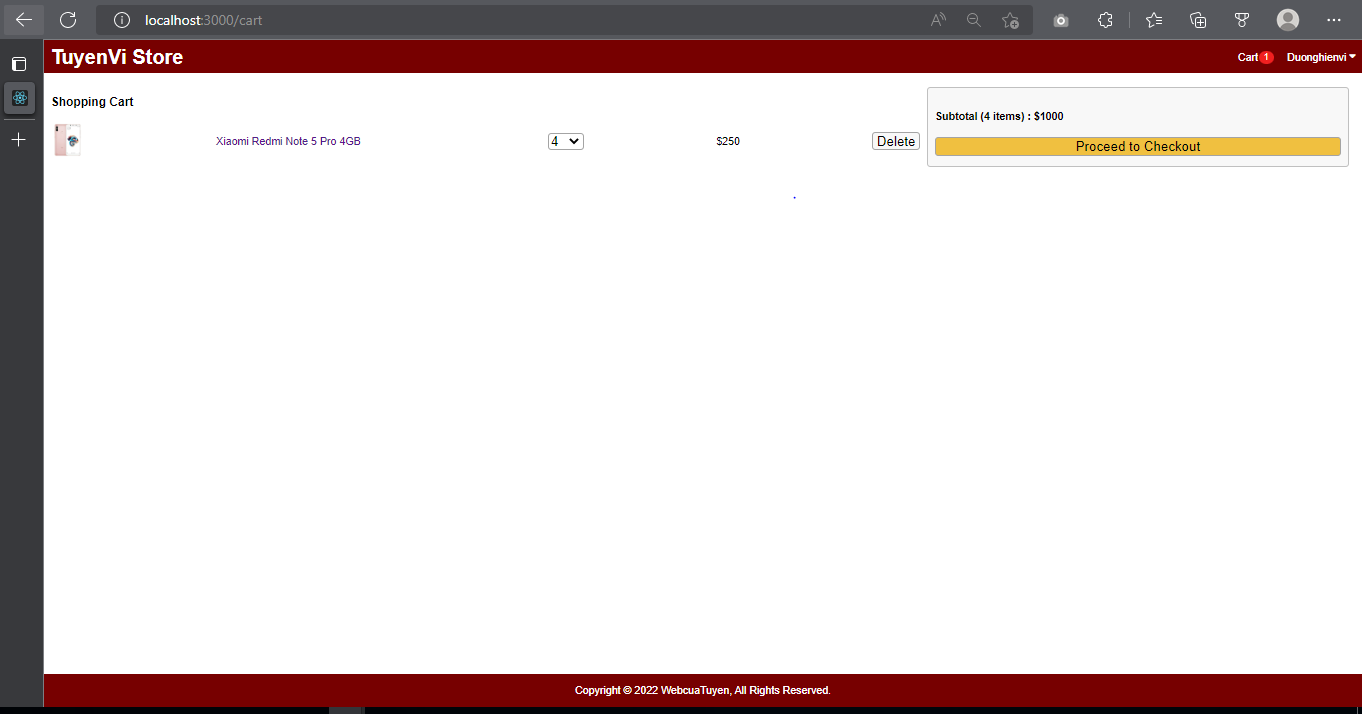 localhost:3000/cart
TuyenVi Store
Cart 1 Duonghienvi
Shopping Cart
Xiaomi Redmi Note 5 Pro 4GB 4 $250 Delete
Subtotal (4 items) : $1000
Proceed to Checkout
Copyright © 2022 WebcuaTuyen, All Rights Reserved.